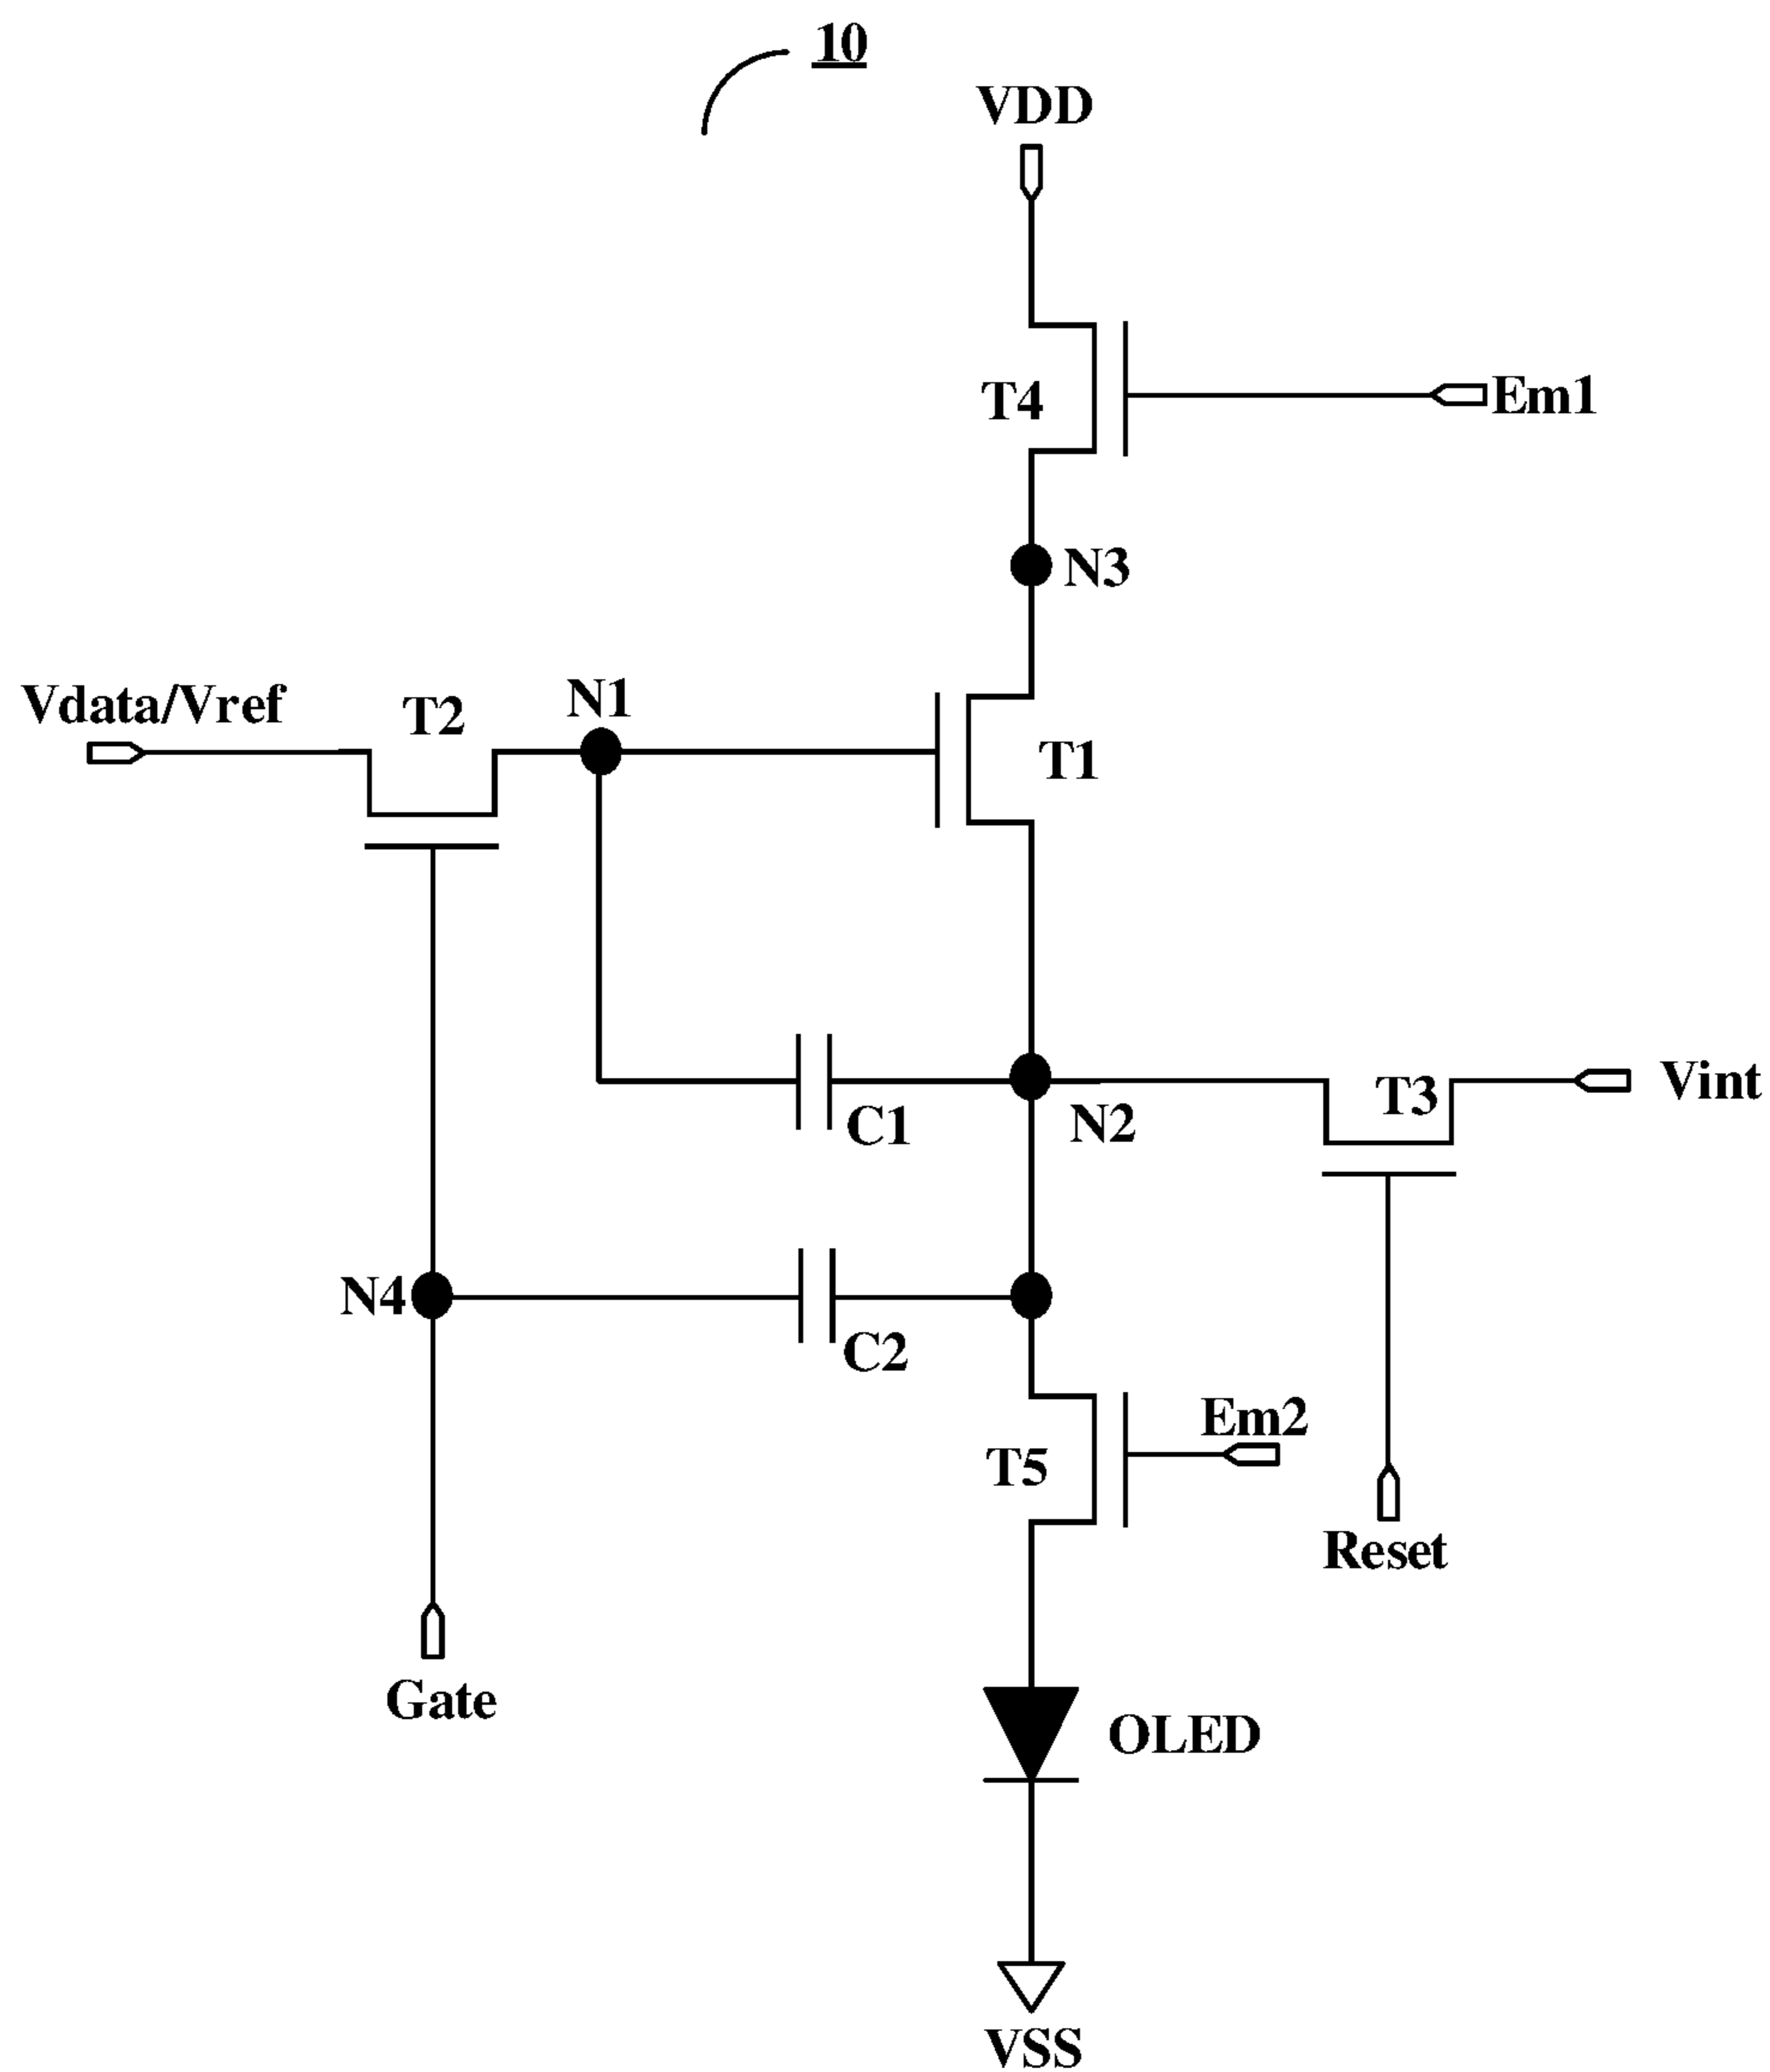 10
VDD
T4
Em1
N3
Vdata/Vref
T2
N1
T1
C1
N2
T3
Vint
N4
C2
T5
Em2
Reset
Gate
OLED
VSS